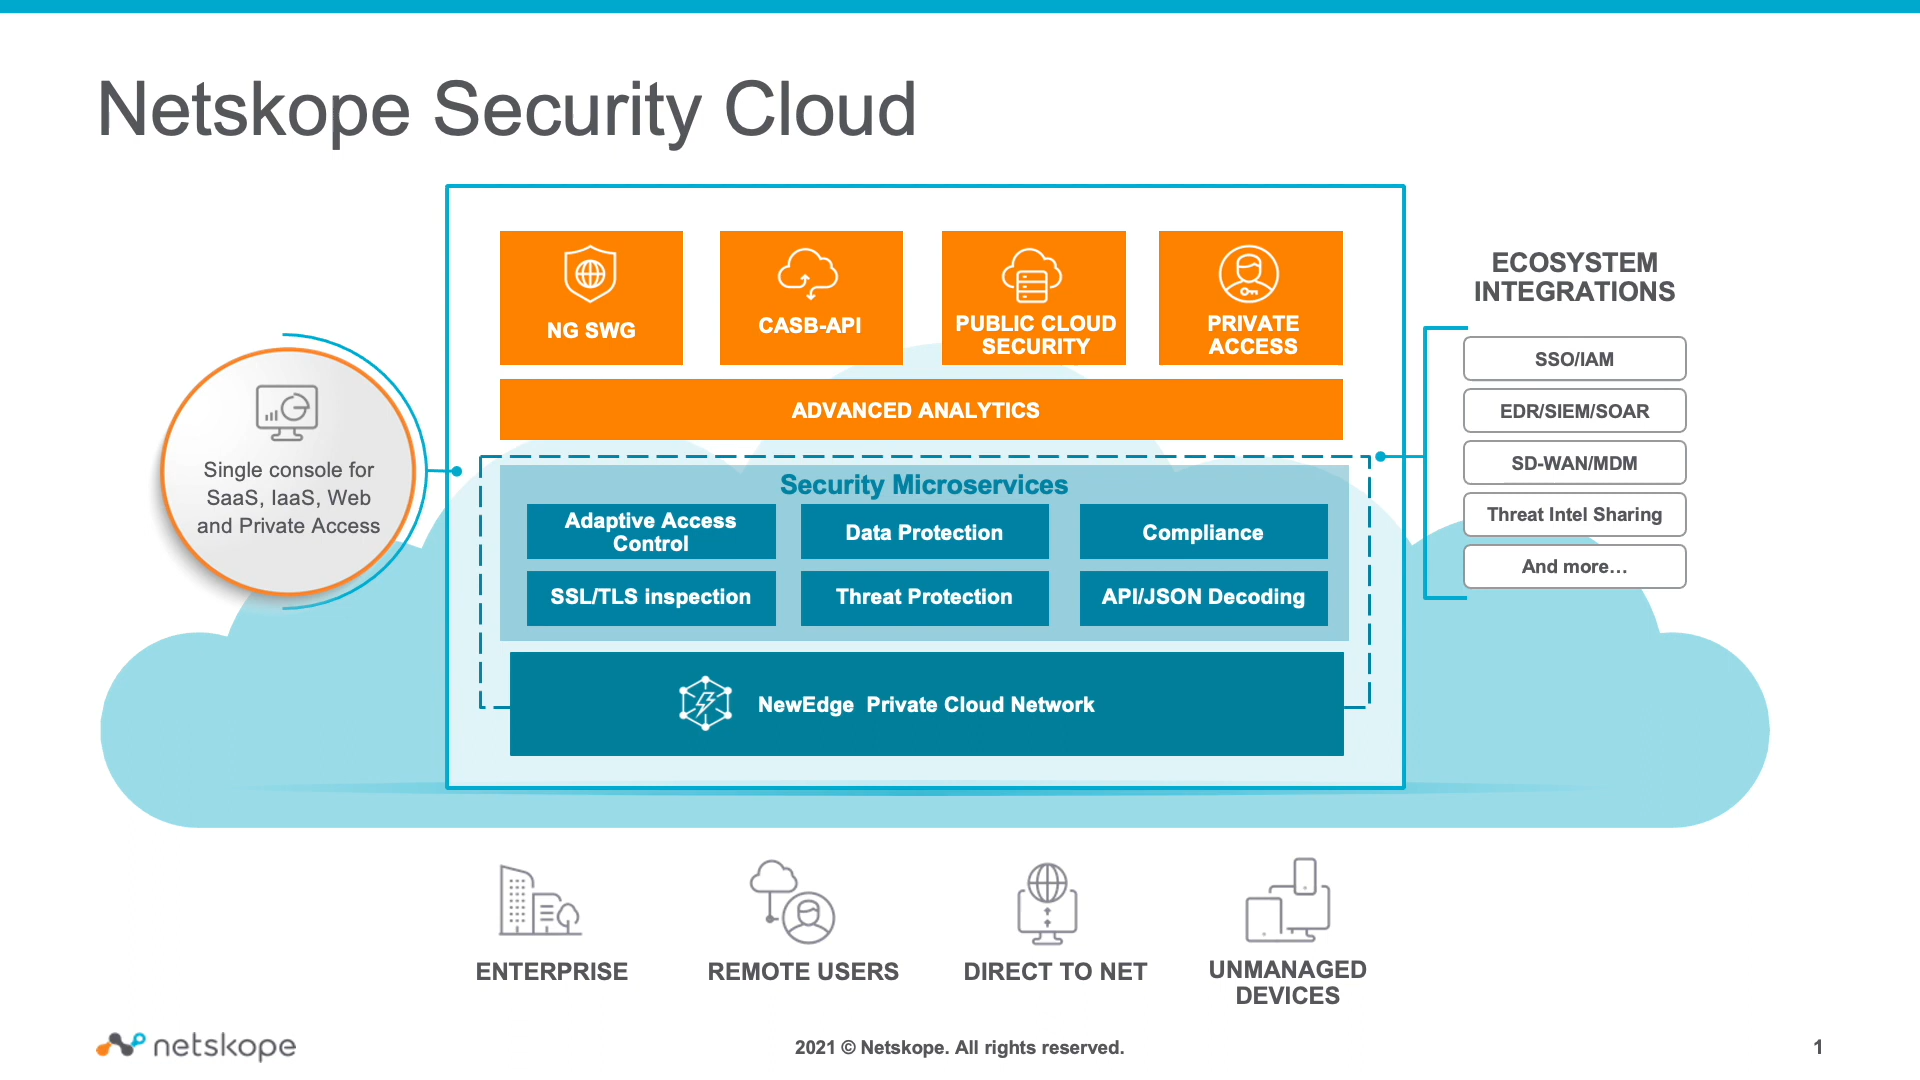 Netskope Security Cloud
NG SWG
CASB-API
PUBLIC CLOUD
SECURITY
PRIVATE
ACCESS
ADVANCED ANALYTICS
Single console for
SaaS, IaaS, Web
and Private Access
Security Microservices
Adaptive Access
Control
Data Protection
Compliance
SSL/TLS inspection
Threat Protection
API/JSON Decoding
NewEdge  Private Cloud Network
ECOSYSTEM
INTEGRATIONS
SSO/IAM
EDR/SIEM/SOAR
SD-WAN/MDM
Threat Intel Sharing
And more…
ENTERPRISE
REMOTE USERS
DIRECT TO NET
UNMANAGED
DEVICES
netskope
2021 © Netskope. All rights reserved.
1